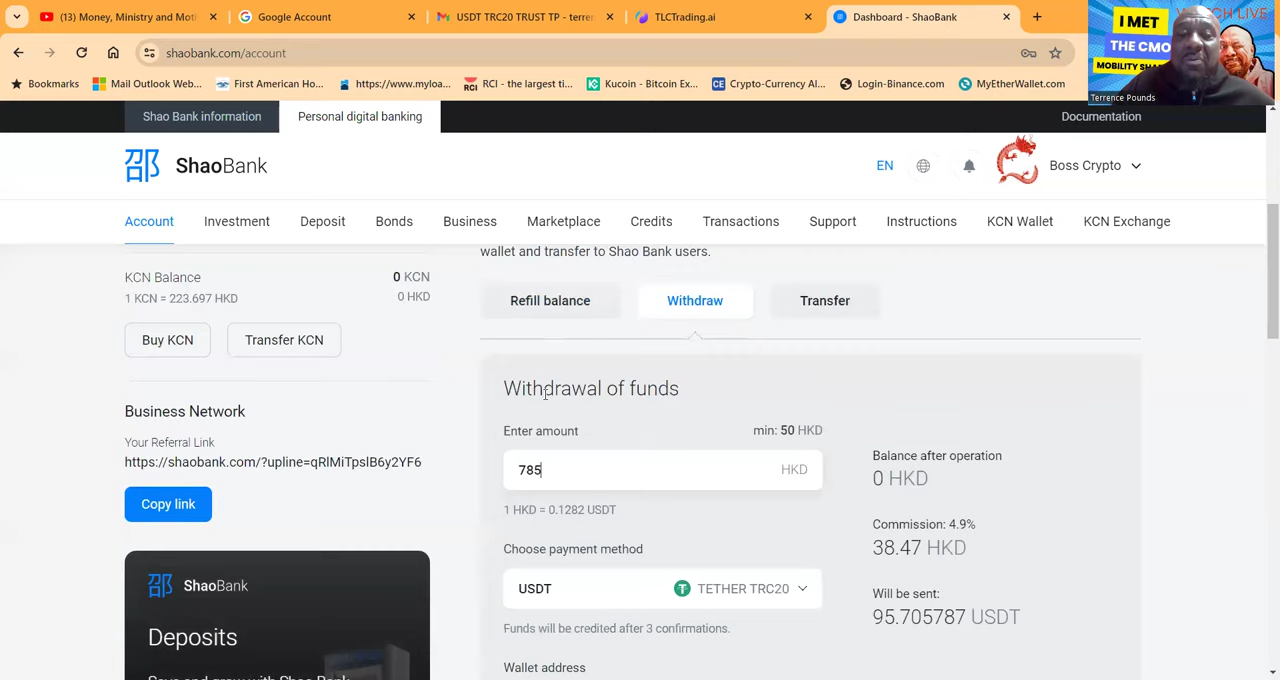 (13) Money, Ministry and Mot
Google Account
USDT TRC20 TRUST TP - terre
TLCTrading.ai
Dashboard - ShaoBank
shaobank.com/account
Bookmarks
Mail Outlook Web...
First American Ho...
https://www.myloa...
RCI - the largest ti...
Kucoin - Bitcoin Ex...
Crypto-Currency Al...
Login-Binance.com
MyEtherWallet.com
LIVE
I MET
THE CMO
MOBILITY
Terrence Pounds
Shao Bank information
Personal digital banking
Documentation
邵 ShaoBank
EN
Boss Crypto
Account
Investment
Deposit
Bonds
Business
Marketplace
Credits
Transactions
Support
Instructions
KCN Wallet
KCN Exchange
KCN Balance
0 KCN
1 KCN = 223.697 HKD
0 HKD
Buy KCN
Transfer KCN
Business Network
Your Referral Link
https://shaobank.com/?upline=qRlMiTpslB6y2YF6
Copy link
邵 ShaoBank
Deposits
Save and grow with Shao Bank
wallet and transfer to Shao Bank users.
Refill balance
Withdraw
Transfer
Withdrawal of funds
Enter amount
min: 50 HKD
785
HKD
1 HKD = 0.1282 USDT
Choose payment method
USDT
TETHER TRC20
Funds will be credited after 3 confirmations.
Wallet address
Balance after operation
0 HKD
Commission: 4.9%
38.47 HKD
Will be sent:
95.705787 USDT